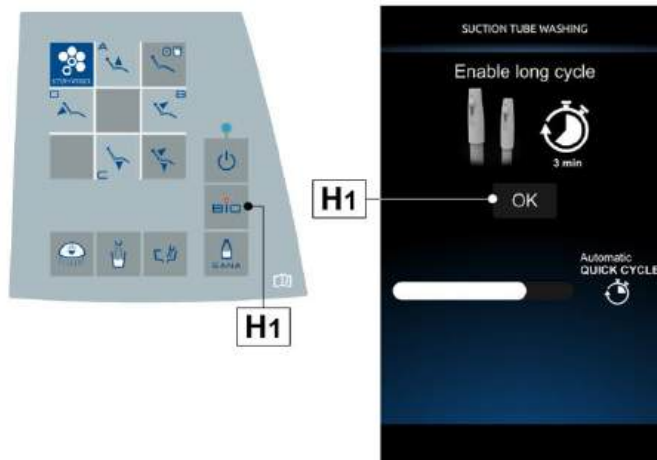 SUCTION TUBE WASHING
Enable long cycle
3 min
H1
OK
BIO
SANA
Automatic
QUICK CYCLE
H1
A
C